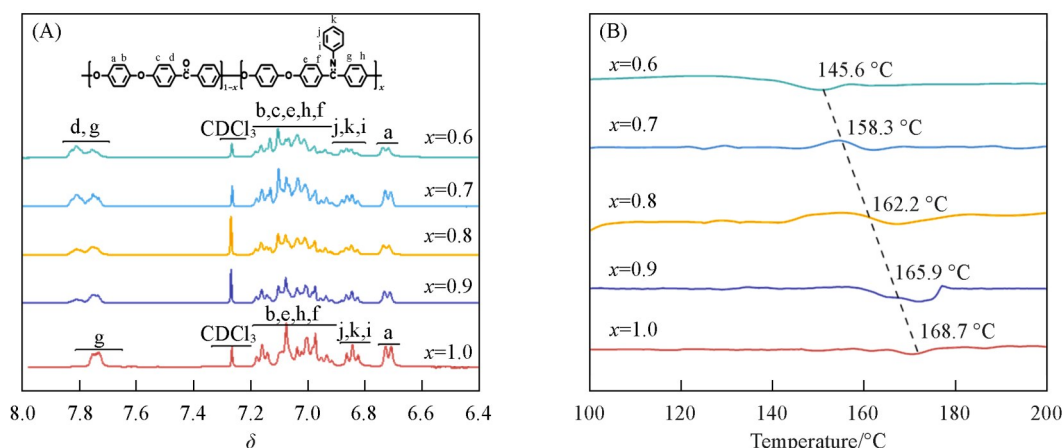 (A)
k
j
i
a b c d O e f N g h
O O C O O C
1−x x
d, g CDCl₃ b,c,e,h,f j,k,i a
x=0.6
x=0.7
x=0.8
x=0.9
g CDCl₃ b,e,h,f j,k,i a
x=1.0
8.0 7.8 7.6 7.4 7.2 7.0 6.8 6.6 6.4
δ
(B)
x=0.6 145.6 °C
x=0.7 158.3 °C
x=0.8 162.2 °C
x=0.9 165.9 °C
x=1.0 168.7 °C
100 120 140 160 180 200
Temperature/°C